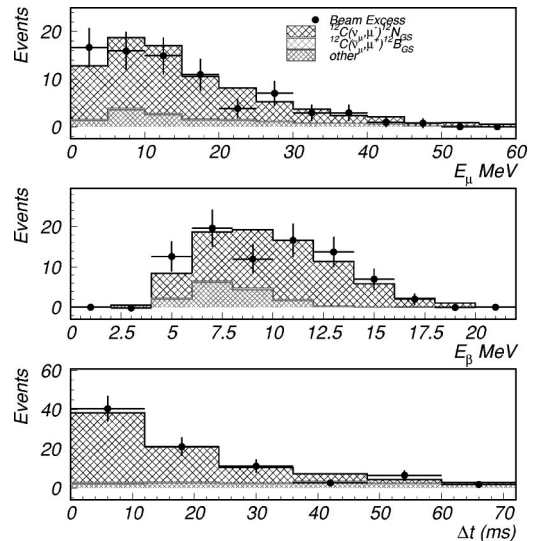 Events
20
10
0
0 10 20 30 40 50 60
E_μ MeV
Beam Excess
¹²C(ν_μ,μ⁻)¹²N_GS
¹²C(ν̄_μ,μ⁺)¹²B_GS
other
Events
20
10
0
0 2.5 5 7.5 10 12.5 15 17.5 20
E_β MeV
Events
60
40
20
0
0 10 20 30 40 50 60 70
Δt (ms)